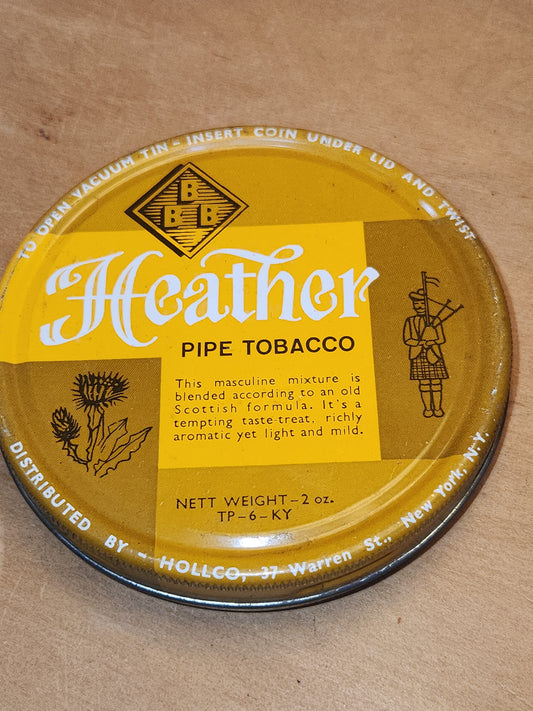 TO OPEN VACUUM TIN - INSERT COIN UNDER LID AND TWIST
B
B B
Heather
PIPE TOBACCO
This masculine mixture is
blended according to an old
Scottish formula. It's a
tempting taste-treat, richly
aromatic yet light and mild.
NETT WEIGHT - 2 oz.
TP-6-KY
DISTRIBUTED BY - HOLLCO, 37 Warren St., New York, N.Y.